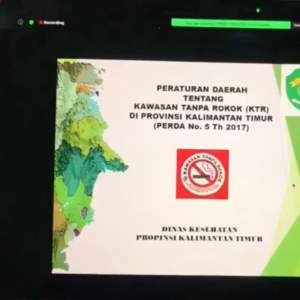 Recording
PERATURAN DAERAH
TENTANG
KAWASAN TANPA ROKOK (KTR)
DI PROVINSI KALIMANTAN TIMUR
(PERDA No. 5 Th 2017)
KAWASAN TANPA ROKOK
DINAS KESEHATAN
PROPINSI KALIMANTAN TIMUR